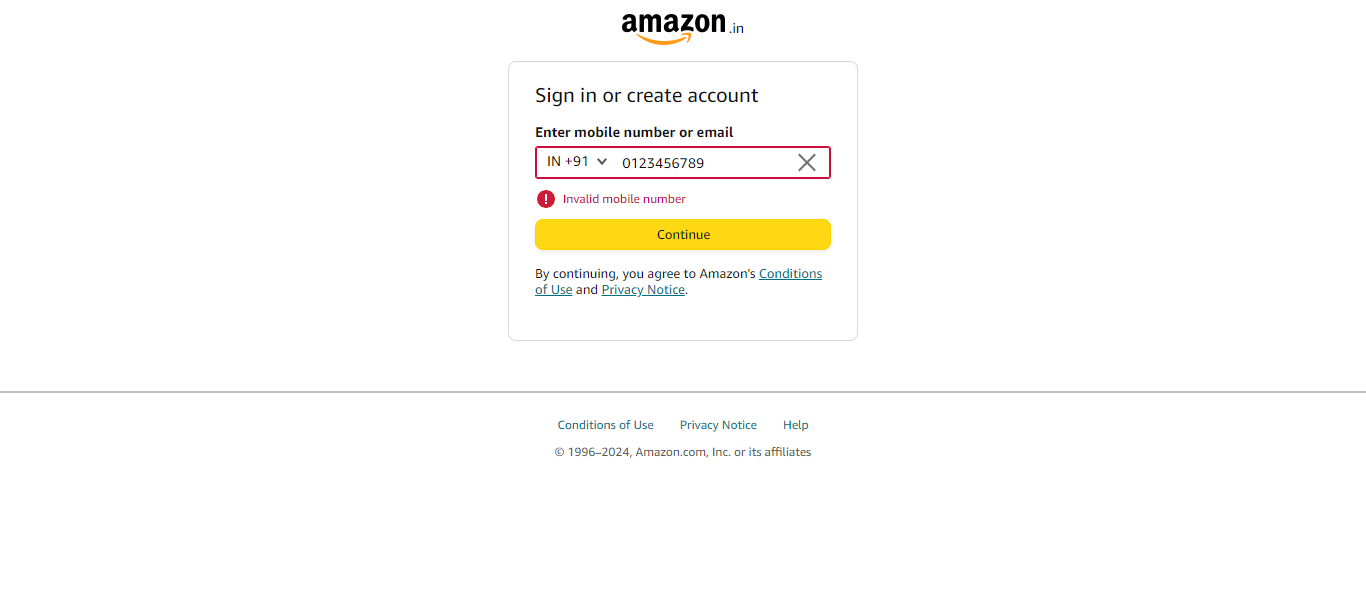 amazon.in
Sign in or create account
Enter mobile number or email
IN +91 0123456789
Invalid mobile number
Continue
By continuing, you agree to Amazon's Conditions
of Use and Privacy Notice.
Conditions of Use Privacy Notice Help
© 1996–2024, Amazon.com, Inc. or its affiliates